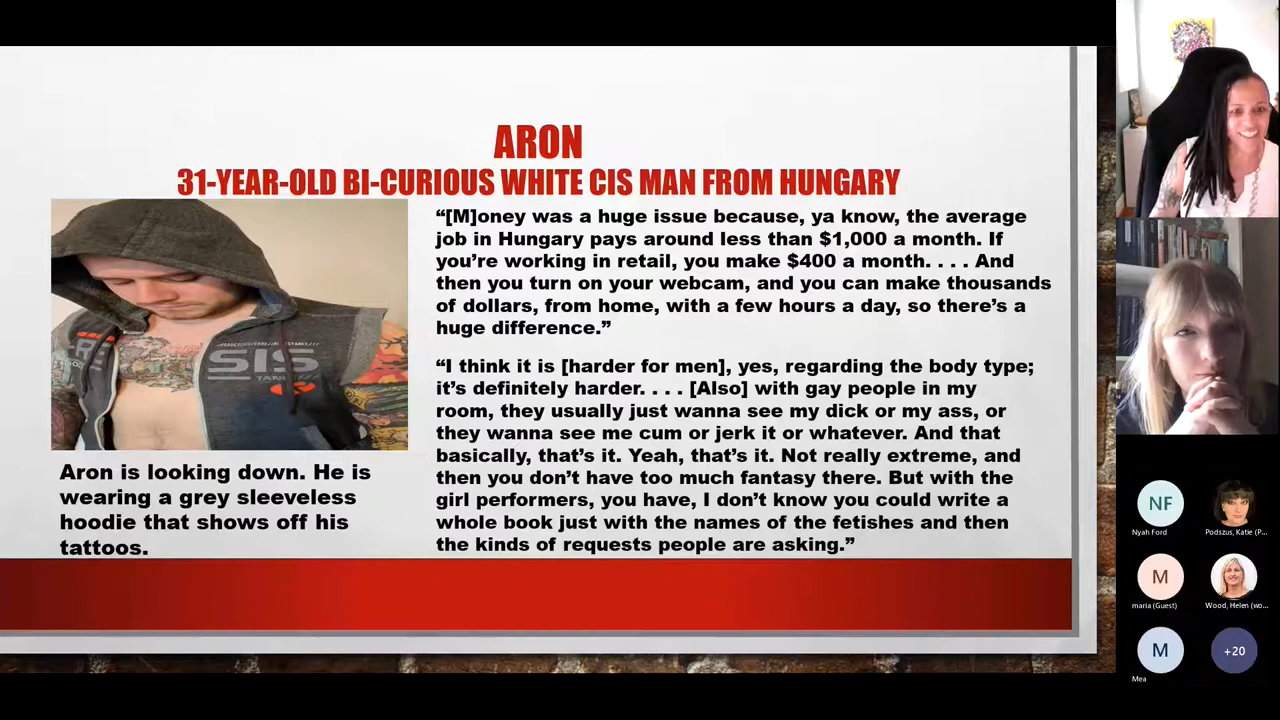 ARON
31-YEAR-OLD BI-CURIOUS WHITE CIS MAN FROM HUNGARY
SIS
Aron is looking down. He is
wearing a grey sleeveless
hoodie that shows off his
tattoos.
“[M]oney was a huge issue because, ya know, the average
job in Hungary pays around less than $1,000 a month. If
you’re working in retail, you make $400 a month. . . . And
then you turn on your webcam, and you can make thousands
of dollars, from home, with a few hours a day, so there’s a
huge difference.”
“I think it is [harder for men], yes, regarding the body type;
it’s definitely harder. . . . [Also] with gay people in my
room, they usually just wanna see my dick or my ass, or
they wanna see me cum or jerk it or whatever. And that
basically, that’s it. Yeah, that’s it. Not really extreme, and
then you don’t have too much fantasy there. But with the
girl performers, you have, I don’t know you could write a
whole book just with the names of the fetishes and then
the kinds of requests people are asking.”
NF
Nyah Ford
Podszus, Katie (P...
M
maria (Guest)
Wood, Helen (wo...
M
Mea
+20